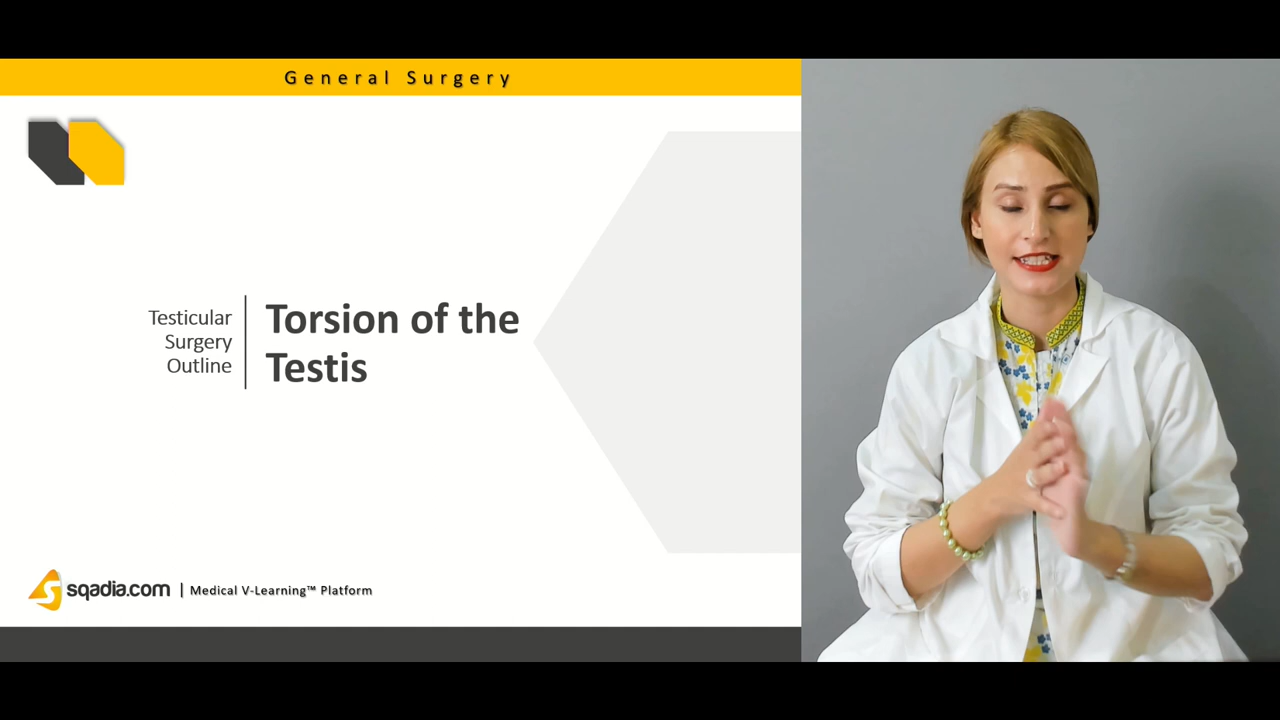 General Surgery
Testicular
Surgery
Outline
Torsion of the
Testis
sqadia.com | Medical V-Learning™ Platform